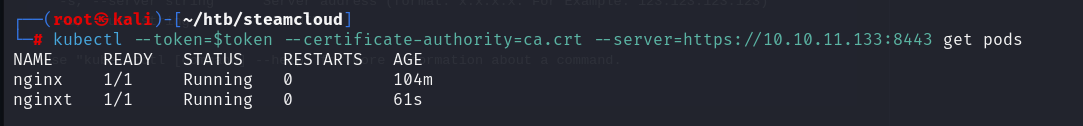 ┌──(root㉿kali)-[~/htb/steamcloud]
└─# kubectl --token=$token --certificate-authority=ca.crt --server=https://10.10.11.133:8443 get pods
NAME READY STATUS RESTARTS AGE
nginx 1/1 Running 0 104m
nginxt 1/1 Running 0 61s